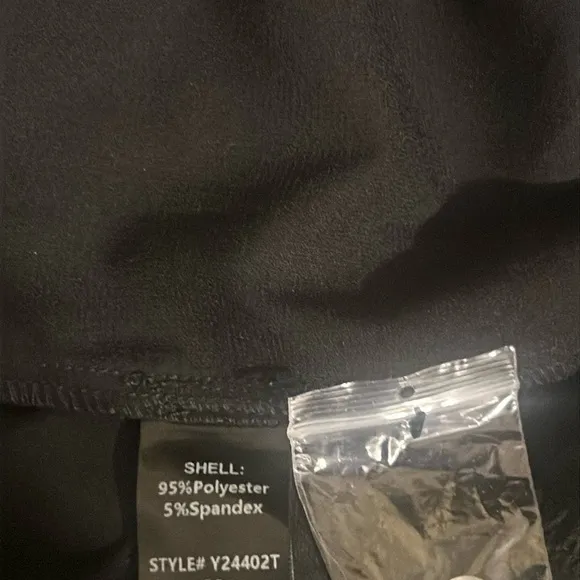 SHELL:
95%Polyester
5%Spandex
STYLE# Y24402T